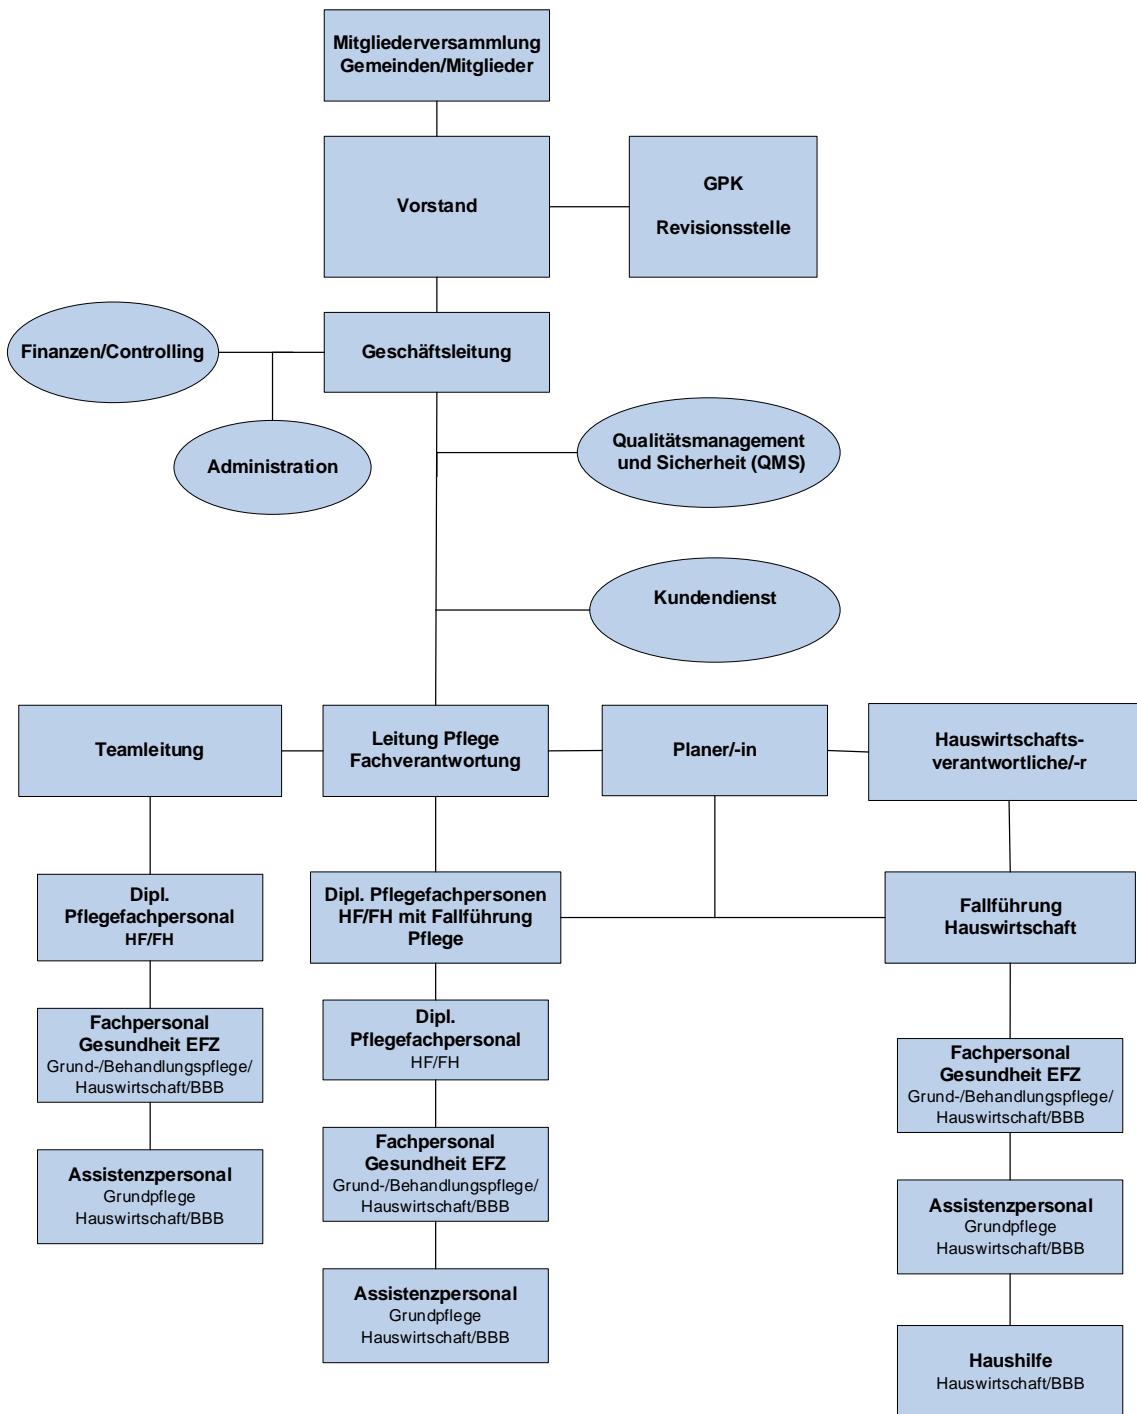 Mitgliederversammlung
Gemeinden/Mitglieder
Vorstand
GPK
Revisionsstelle
Finanzen/Controlling
Geschäftsleitung
Administration
Qualitätsmanagement
und Sicherheit (QMS)
Kundendienst
Teamleitung
Leitung Pflege
Fachverantwortung
Planer/-in
Hauswirtschafts-
verantwortliche/-r
Dipl.
Pflegefachpersonal
HF/FH
Fachpersonal
Gesundheit EFZ
Grund-/Behandlungspflege/
Hauswirtschaft/BBB
Assistenzpersonal
Grundpflege
Hauswirtschaft/BBB
Dipl. Pflegefachpersonen
HF/FH mit Fallführung
Pflege
Dipl.
Pflegefachpersonal
HF/FH
Fachpersonal
Gesundheit EFZ
Grund-/Behandlungspflege/
Hauswirtschaft/BBB
Assistenzpersonal
Grundpflege
Hauswirtschaft/BBB
Fallführung
Hauswirtschaft
Fachpersonal
Gesundheit EFZ
Grund-/Behandlungspflege/
Hauswirtschaft/BBB
Assistenzpersonal
Grundpflege
Hauswirtschaft/BBB
Haushilfe
Hauswirtschaft/BBB